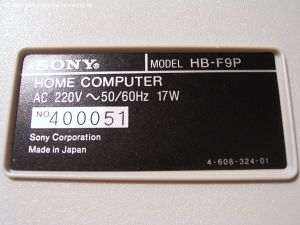 SONY
MODEL HB-F9P
HOME COMPUTER
AC 220V ~ 50/60Hz 17W
NO 400051
Sony Corporation
Made in Japan
4-608-324-01